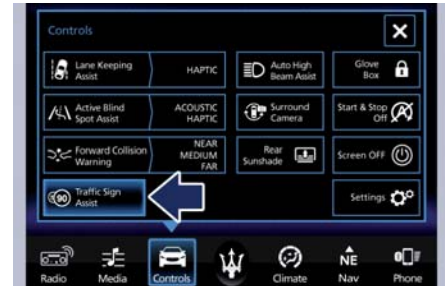 Controls
X
Lane Keeping
Assist
HAPTIC
Auto High
Beam Assist
Glove
Box
Active Blind
Spot Assist
ACOUSTIC
HAPTIC
Surround
Camera
Start & Stop
Off
Forward Collision
Warning
NEAR
MEDIUM
FAR
Rear
Sunshade
Screen OFF
90
Traffic Sign
Assist
Settings
Radio
Media
Controls
Climate
NE
Nav
Phone